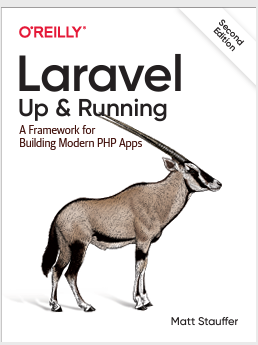 O'REILLY®
Second
Edition
Laravel
Up & Running
A Framework for
Building Modern PHP Apps
Matt Stauffer